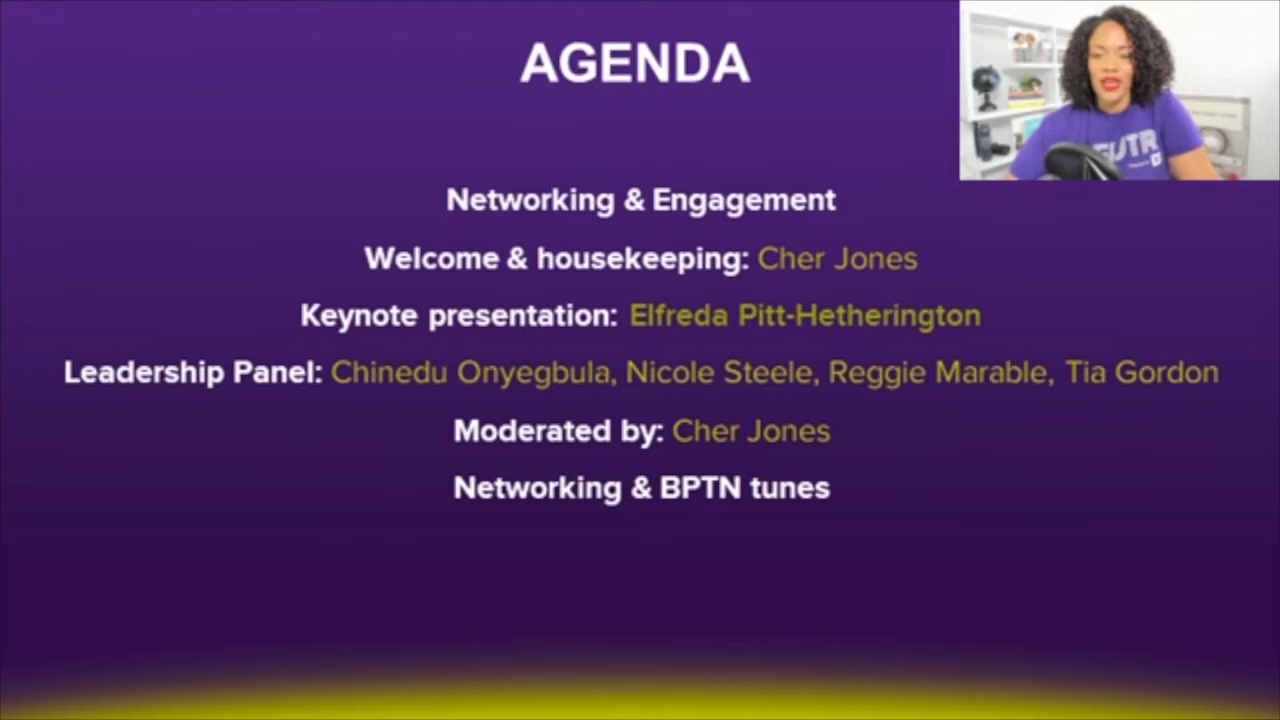 AGENDA
Networking & Engagement
Welcome & housekeeping: Cher Jones
Keynote presentation: Elfreda Pitt-Hetherington
Leadership Panel: Chinedu Onyegbula, Nicole Steele, Reggie Marable, Tia Gordon
Moderated by: Cher Jones
Networking & BPTN tunes